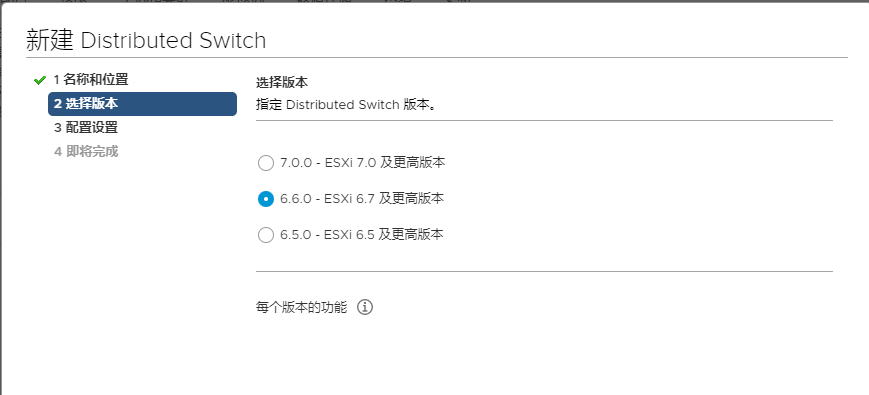 新建 Distributed Switch
1 名称和位置
2 选择版本
3 配置设置
4 即将完成
选择版本
指定 Distributed Switch 版本。
7.0.0 - ESXi 7.0 及更高版本
6.6.0 - ESXi 6.7 及更高版本
6.5.0 - ESXi 6.5 及更高版本
每个版本的功能